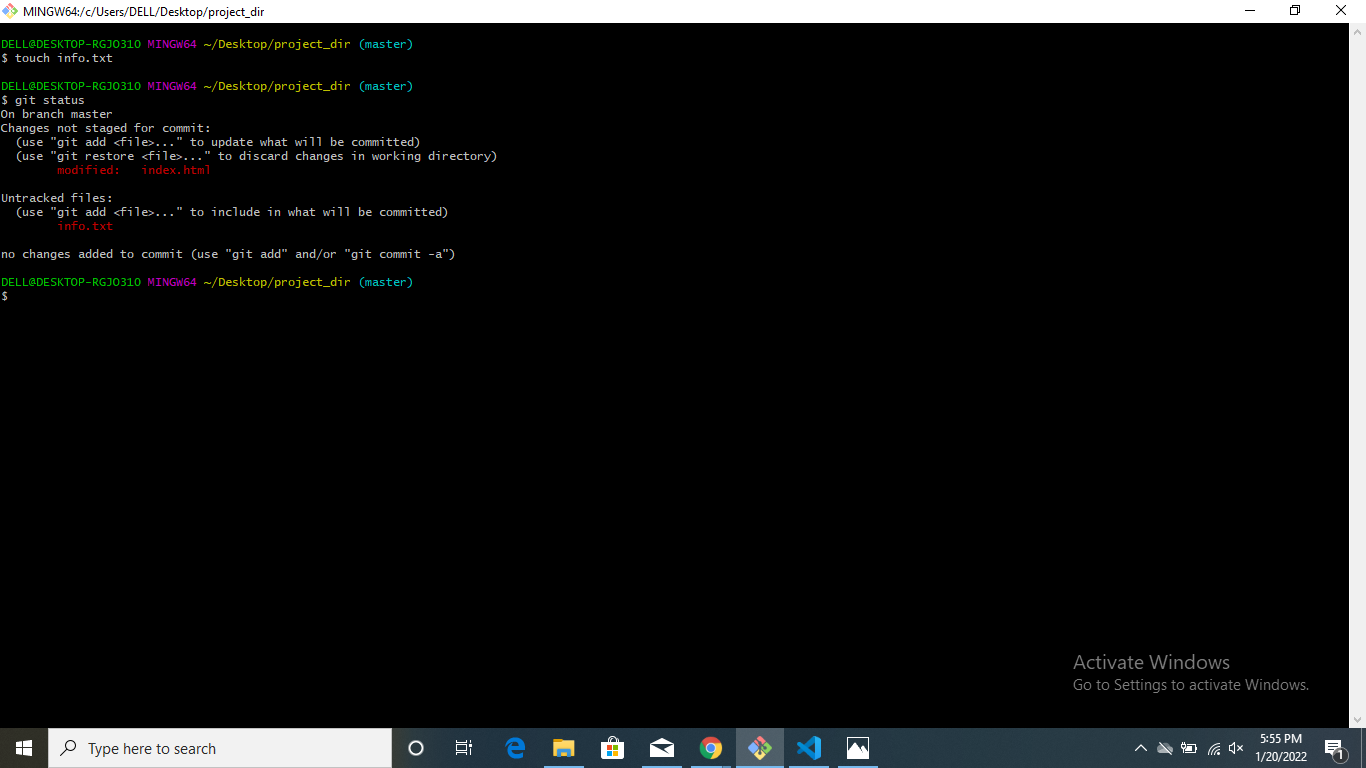 MINGW64:/c/Users/DELL/Desktop/project_dir
DELL@DESKTOP-RGJO31O MINGW64 ~/Desktop/project_dir (master)
$ touch info.txt
DELL@DESKTOP-RGJO31O MINGW64 ~/Desktop/project_dir (master)
$ git status
On branch master
Changes not staged for commit:
  (use "git add <file>..." to update what will be committed)
  (use "git restore <file>..." to discard changes in working directory)
        modified:   index.html
Untracked files:
  (use "git add <file>..." to include in what will be committed)
        info.txt
no changes added to commit (use "git add" and/or "git commit -a")
DELL@DESKTOP-RGJO31O MINGW64 ~/Desktop/project_dir (master)
$
Activate Windows
Go to Settings to activate Windows.
Type here to search
5:55 PM
1/20/2022
1